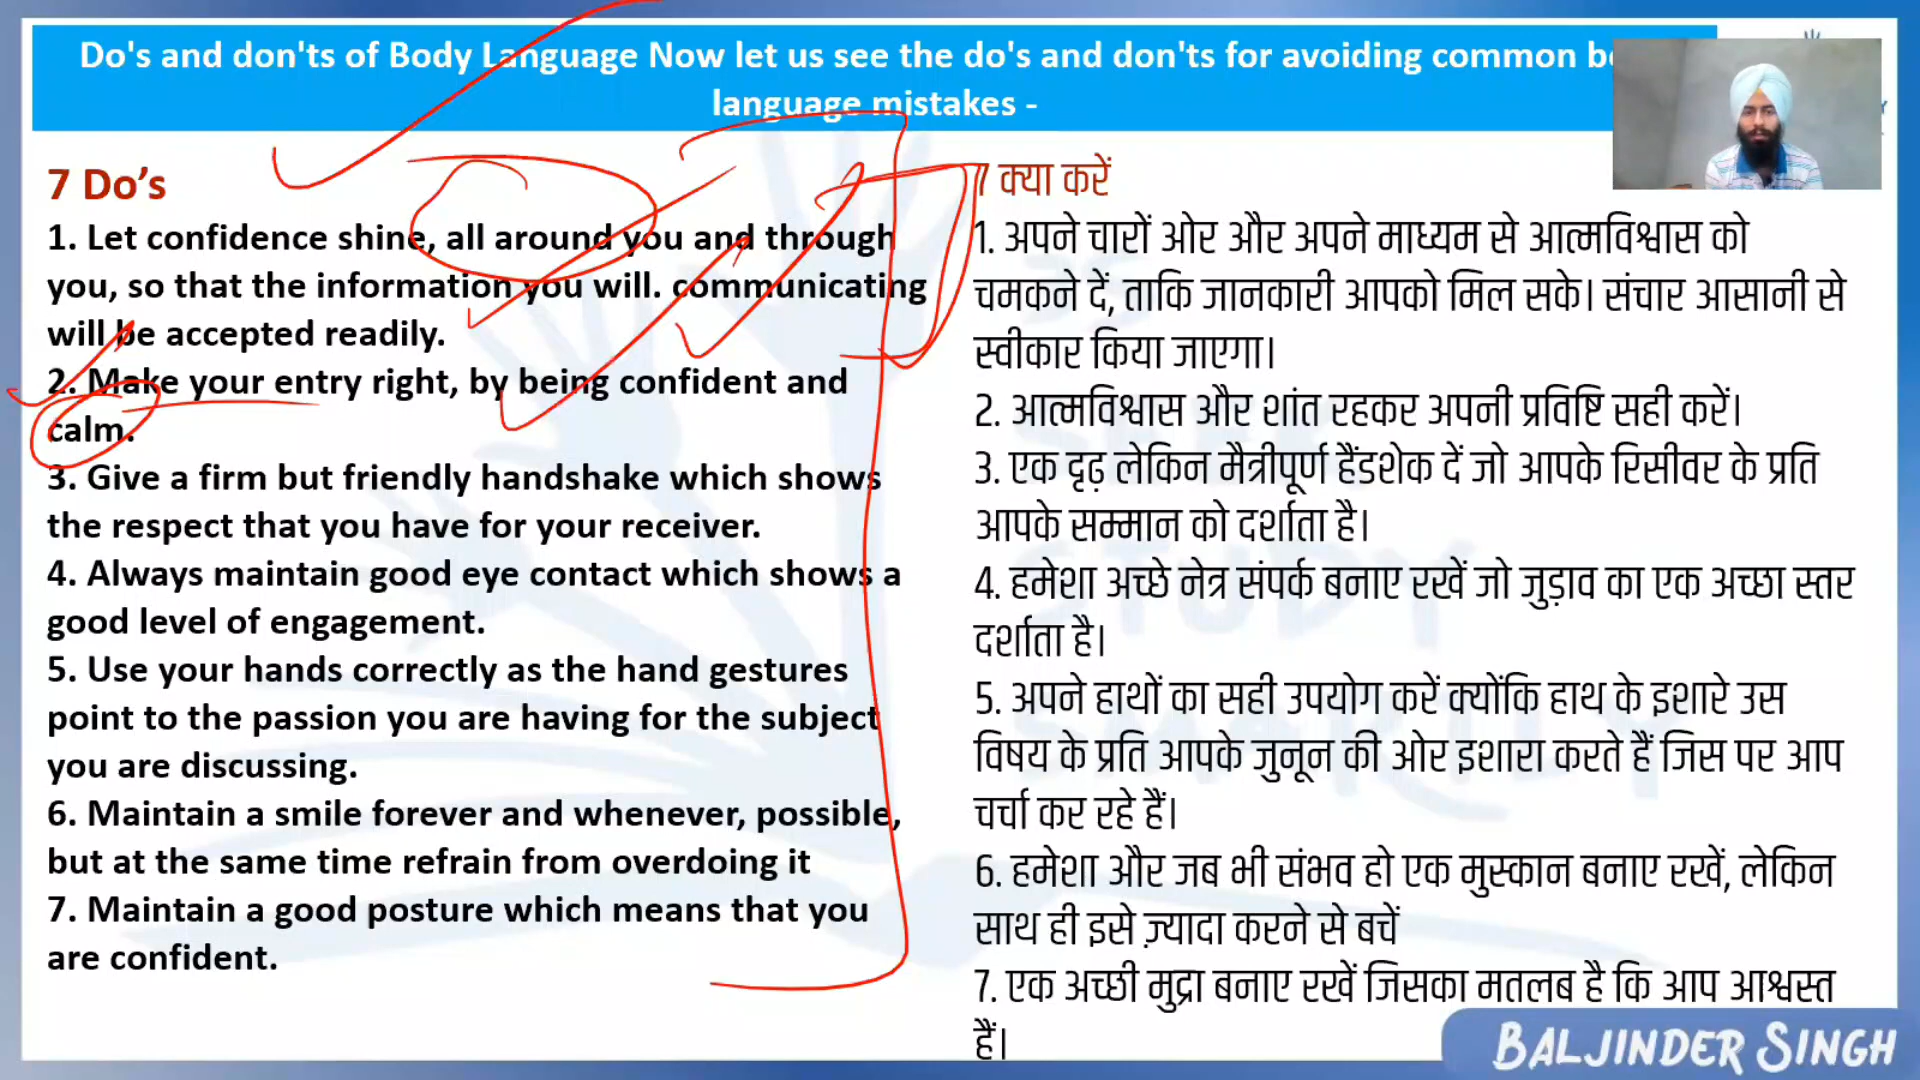 Do's and don'ts of Body Language Now let us see the do's and don'ts for avoiding common
language mistakes -
7 Do's
1. Let confidence shine, all around you and through
you, so that the information you will. communicating
will be accepted readily.
2. Make your entry right, by being confident and
calm.
3. Give a firm but friendly handshake which shows
the respect that you have for your receiver.
4. Always maintain good eye contact which shows a
good level of engagement.
5. Use your hands correctly as the hand gestures
point to the passion you are having for the subject
you are discussing.
6. Maintain a smile forever and whenever, possible,
but at the same time refrain from overdoing it
7. Maintain a good posture which means that you
are confident.
7 क्या करें
1. अपने चारों ओर और अपने माध्यम से आत्मविश्वास को
चमकने दें, ताकि जानकारी आपको मिल सके। संचार आसानी से
स्वीकार किया जाएगा।
2. आत्मविश्वास और शांत रहकर अपनी प्रविष्टि सही करें।
3. एक दृढ़ लेकिन मैत्रीपूर्ण हैंडशेक दें जो आपके रिसीवर के प्रति
आपके सम्मान को दर्शाता है।
4. हमेशा अच्छे नेत्र संपर्क बनाए रखें जो जुड़ाव का एक अच्छा स्तर
दर्शाता है।
5. अपने हाथों का सही उपयोग करें क्योंकि हाथ के इशारे उस
विषय के प्रति आपके जुनून की ओर इशारा करते हैं जिस पर आप
चर्चा कर रहे हैं।
6. हमेशा और जब भी संभव हो एक मुस्कान बनाए रखें, लेकिन
साथ ही इसे ज़्यादा करने से बचें
7. एक अच्छी मुद्रा बनाए रखें जिसका मतलब है कि आप आश्वस्त
हैं।
BALJINDER SINGH